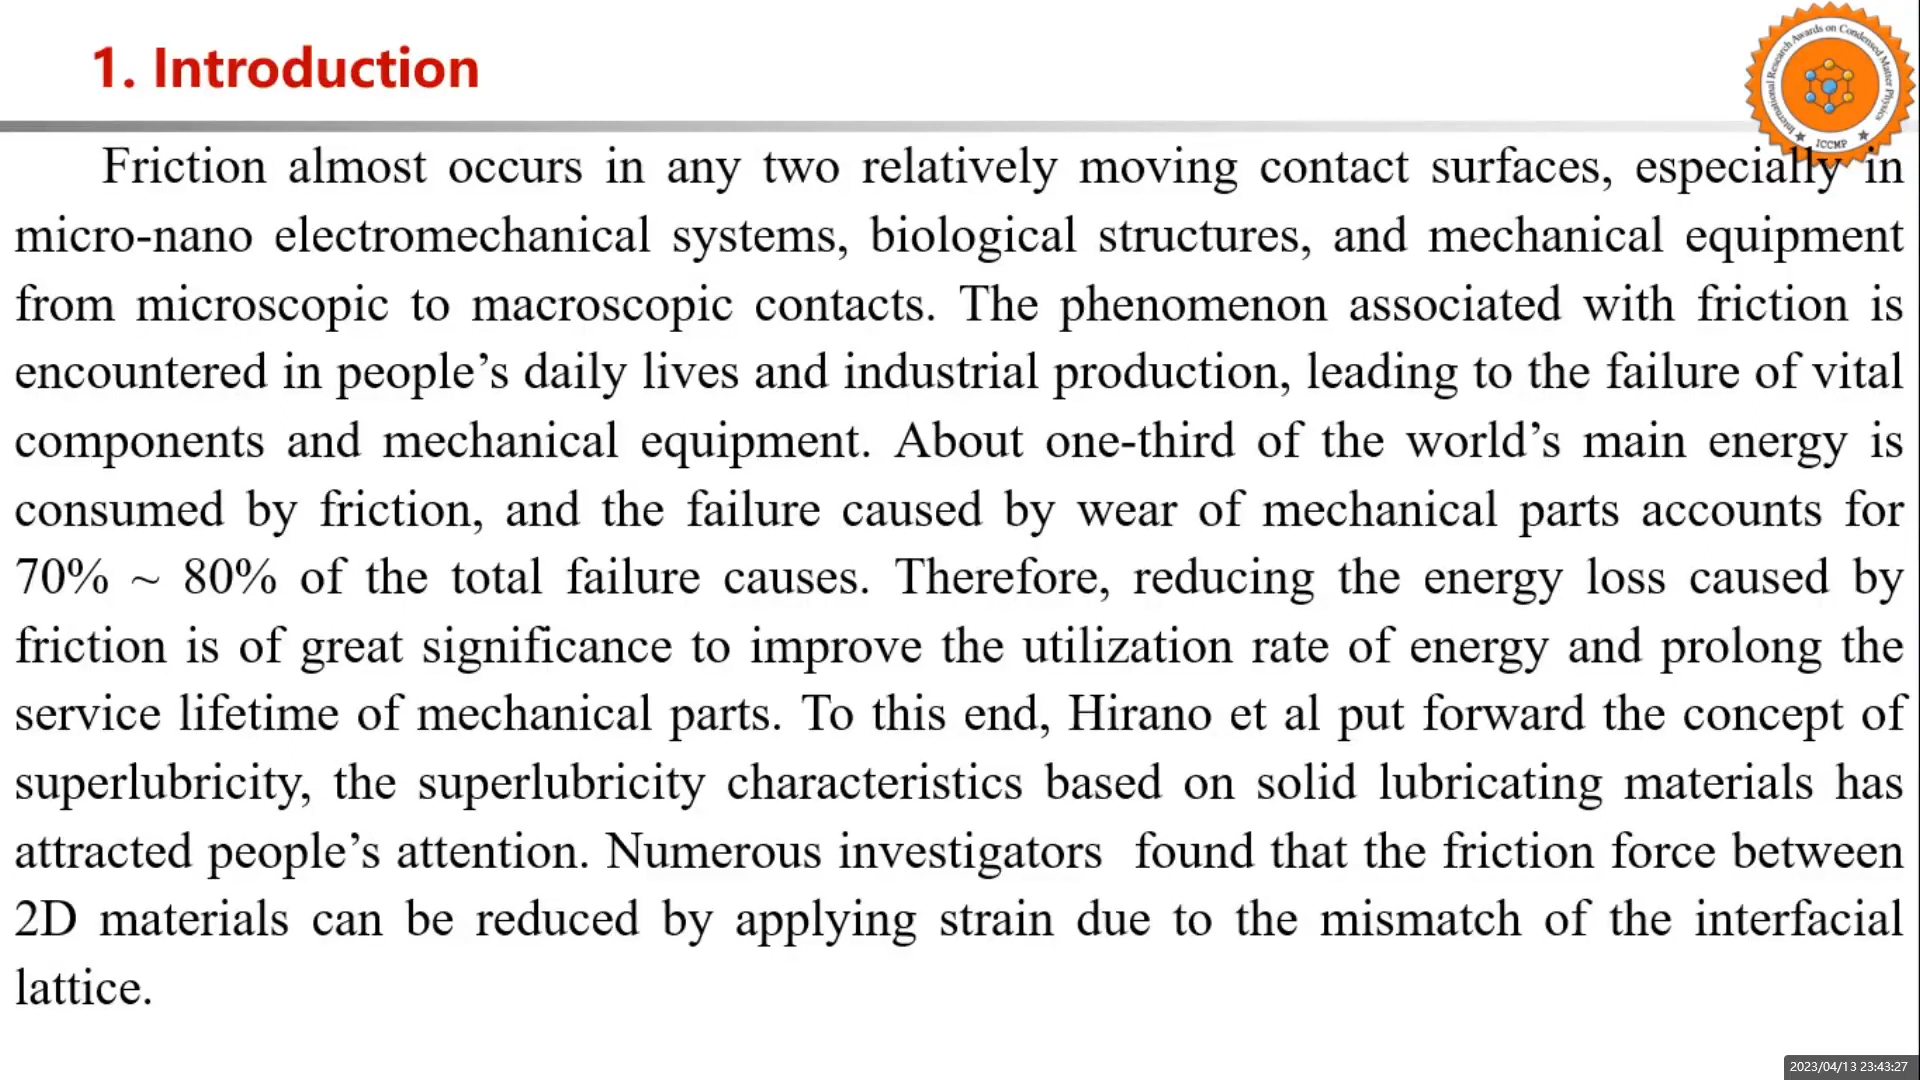 1. Introduction
International Research Awards on Condensed Matter Physics
ICCMP
Friction almost occurs in any two relatively moving contact surfaces, especially in
micro-nano electromechanical systems, biological structures, and mechanical equipment
from microscopic to macroscopic contacts. The phenomenon associated with friction is
encountered in people’s daily lives and industrial production, leading to the failure of vital
components and mechanical equipment. About one-third of the world’s main energy is
consumed by friction, and the failure caused by wear of mechanical parts accounts for
70% ~ 80% of the total failure causes. Therefore, reducing the energy loss caused by
friction is of great significance to improve the utilization rate of energy and prolong the
service lifetime of mechanical parts. To this end, Hirano et al put forward the concept of
superlubricity, the superlubricity characteristics based on solid lubricating materials has
attracted people’s attention. Numerous investigators found that the friction force between
2D materials can be reduced by applying strain due to the mismatch of the interfacial
lattice.
2023/04/13 23:43:27